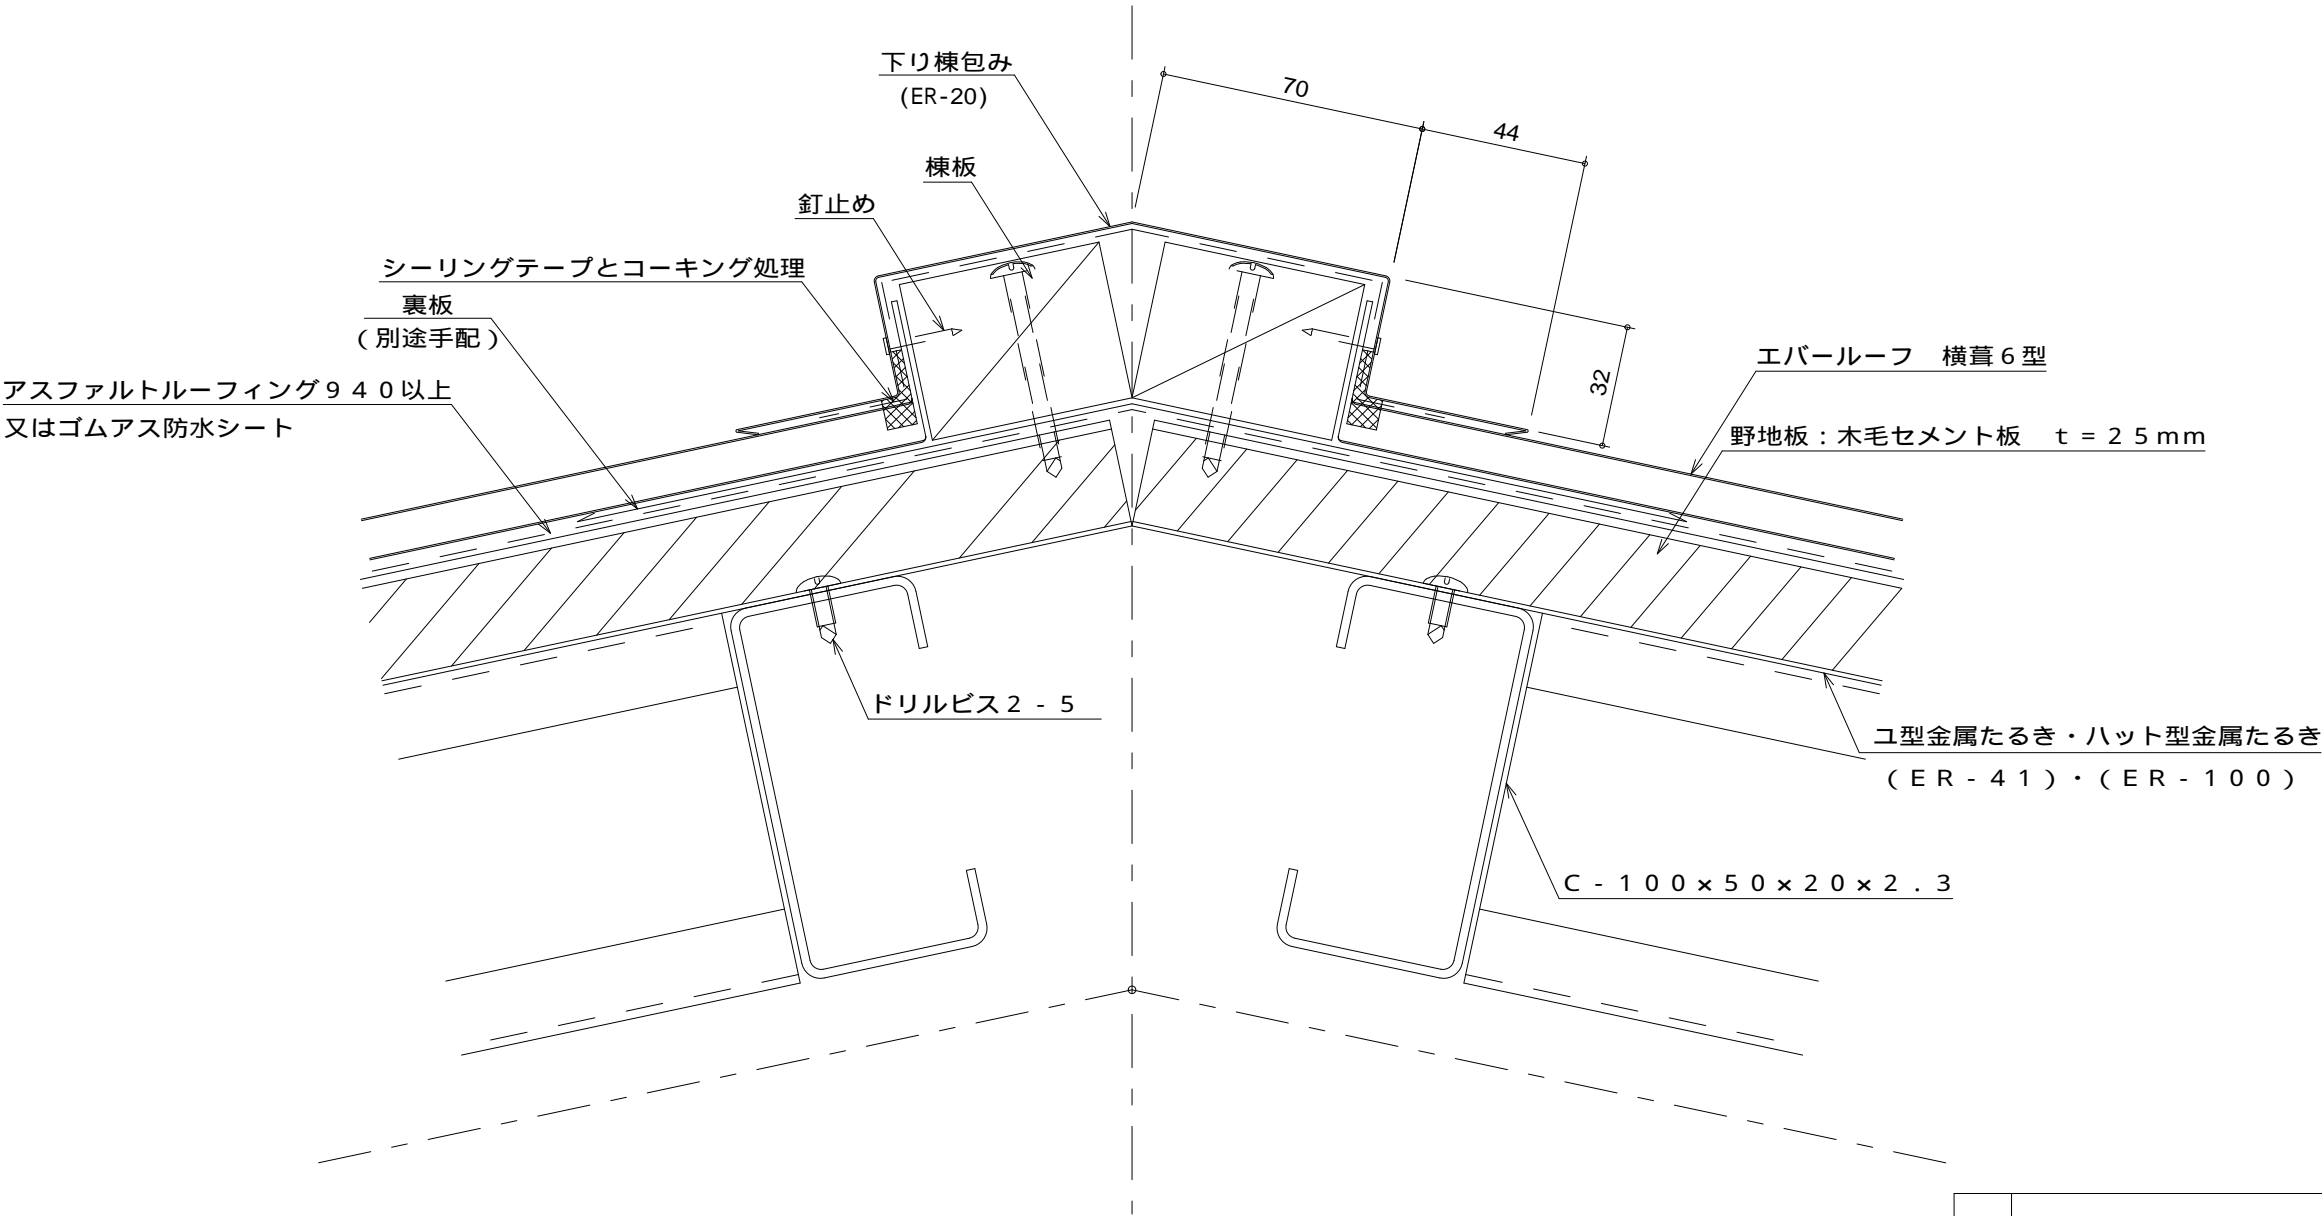 下り棟包み
(ER-20)
70
44
棟板
釘止め
シーリングテープとコーキング処理
裏板
(別途手配)
アスファルトルーフィング940以上
又はゴムアス防水シート
32
エバールーフ 横葺6型
野地板：木毛セメント板 t=25mm
ドリルビス2-5
ユ型金属たるき・ハット型金属たるき
(ER-41)・(ER-100)
C-100×50×20×2.3